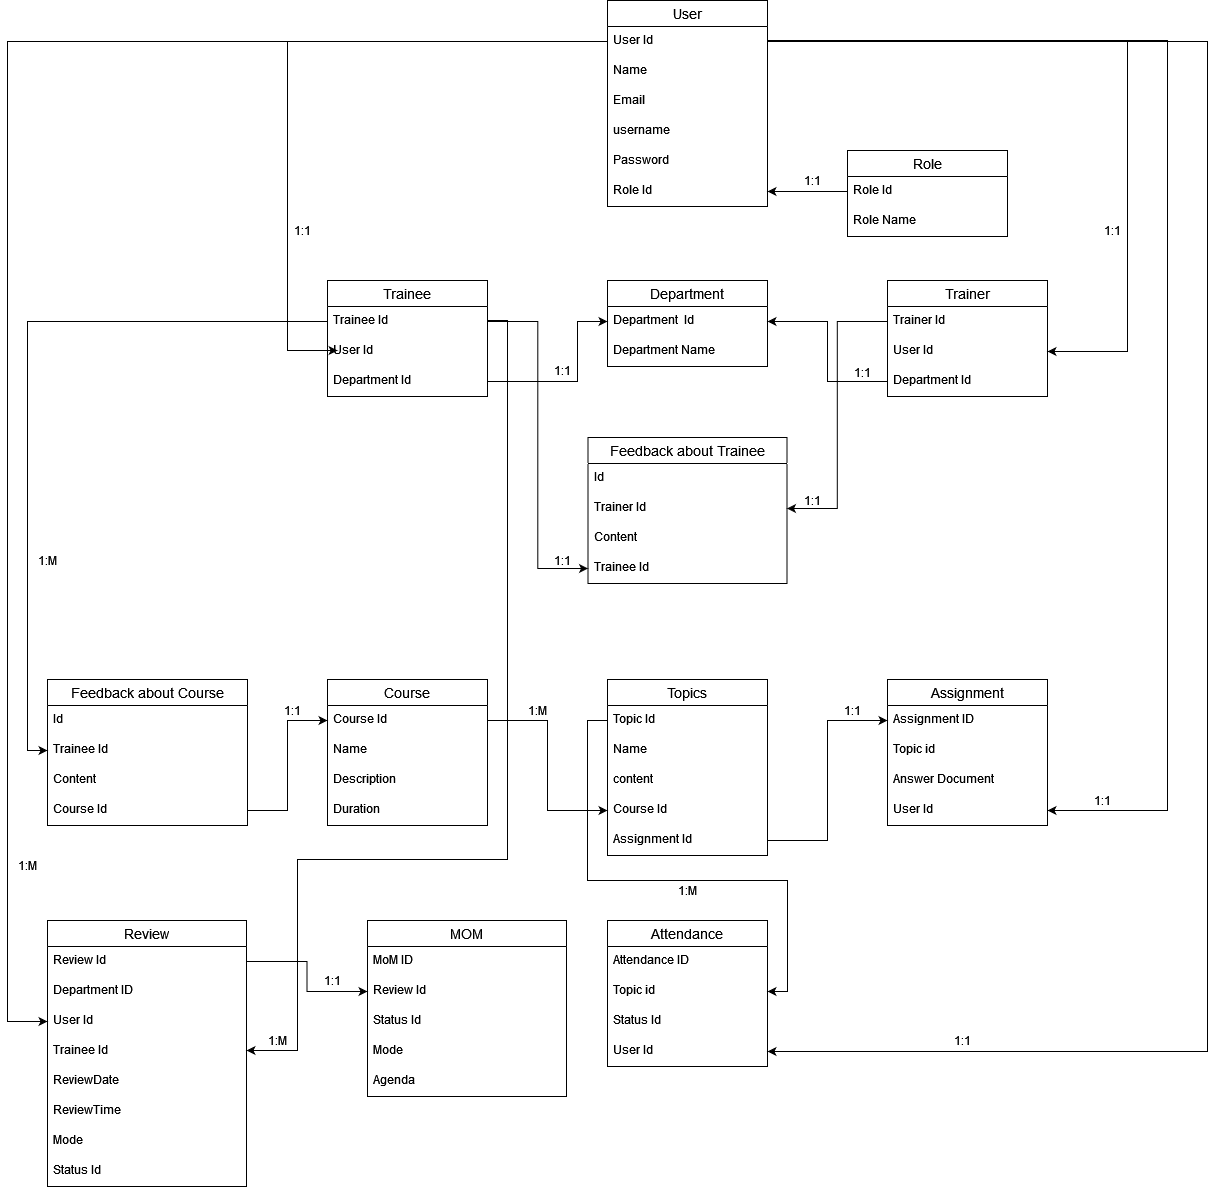 User
User Id
Name
Email
username
Password
Role Id
1:1
Role
Role Id
Role Name
1:1
1:1
Trainee
Trainee Id
User Id
Department Id
1:1
Department
Department Id
Department Name
1:1
Trainer
Trainer Id
User Id
Department Id
Feedback about Trainee
Id
Trainer Id
Content
Trainee Id
1:1
1:1
1:M
Feedback about Course
Id
Trainee Id
Content
Course Id
1:1
Course
Course Id
Name
Description
Duration
1:M
Topics
Topic Id
Name
content
Course Id
Assignment Id
1:1
Assignment
Assignment ID
Topic id
Answer Document
User Id
1:1
1:M
1:M
Review
Review Id
Department ID
User Id
Trainee Id
ReviewDate
ReviewTime
Mode
Status Id
1:M
1:1
MOM
MoM ID
Review Id
Status Id
Mode
Agenda
Attendance
Attendance ID
Topic id
Status Id
User Id
1:1